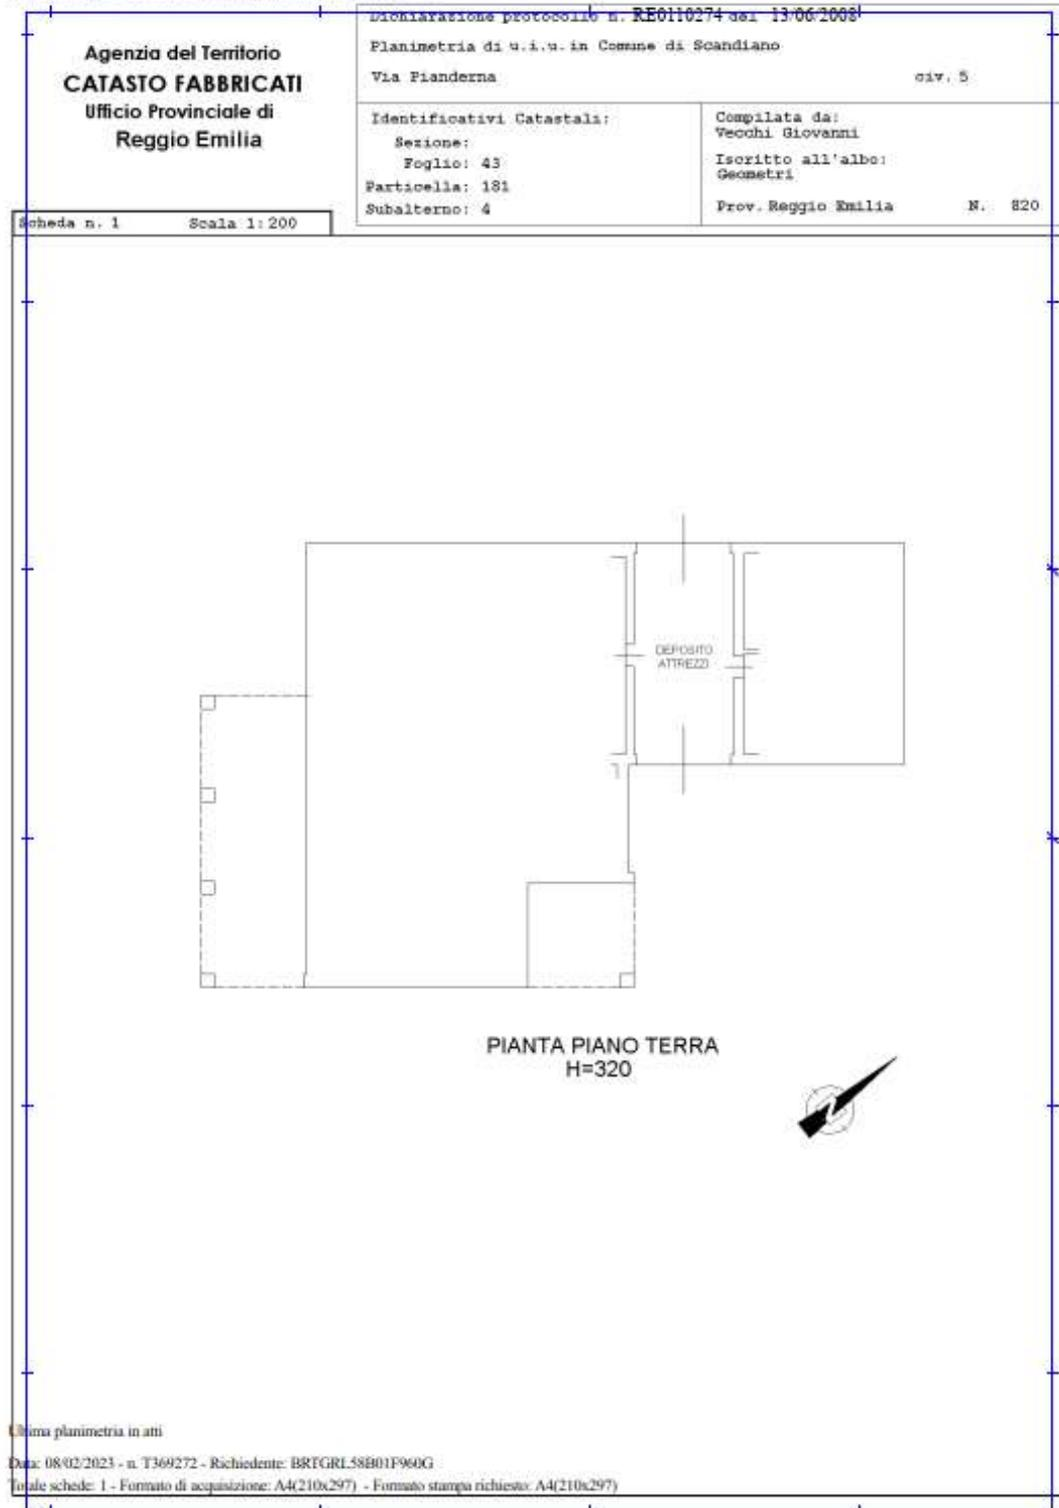 Agenzia del Territorio
CATASTO FABBRICATI
Ufficio Provinciale di
Reggio Emilia
Dichiarazione protocollo n. RE0110274 del 13/06/2008
Planimetria di u.i.u. in Comune di Scandiano
Via Pianderna civ. 5
Identificativi Catastali:
Sezione:
Foglio: 43
Particella: 181
Subalterno: 4
Compilata da:
Vecchi Giovanni
Iscritto all'albo:
Geometri
Prov. Reggio Emilia N. 820
Scheda n. 1 Scala 1:200
DEPOSITO
ATTREZZI
PIANTA PIANO TERRA
H=320
N
Ultima planimetria in atti
Data: 08/02/2023 - n. T369272 - Richiedente: BRTGRL58B01F960G
Totale schede: 1 - Formato di acquisizione: A4(210x297) - Formato stampa richiesto: A4(210x297)